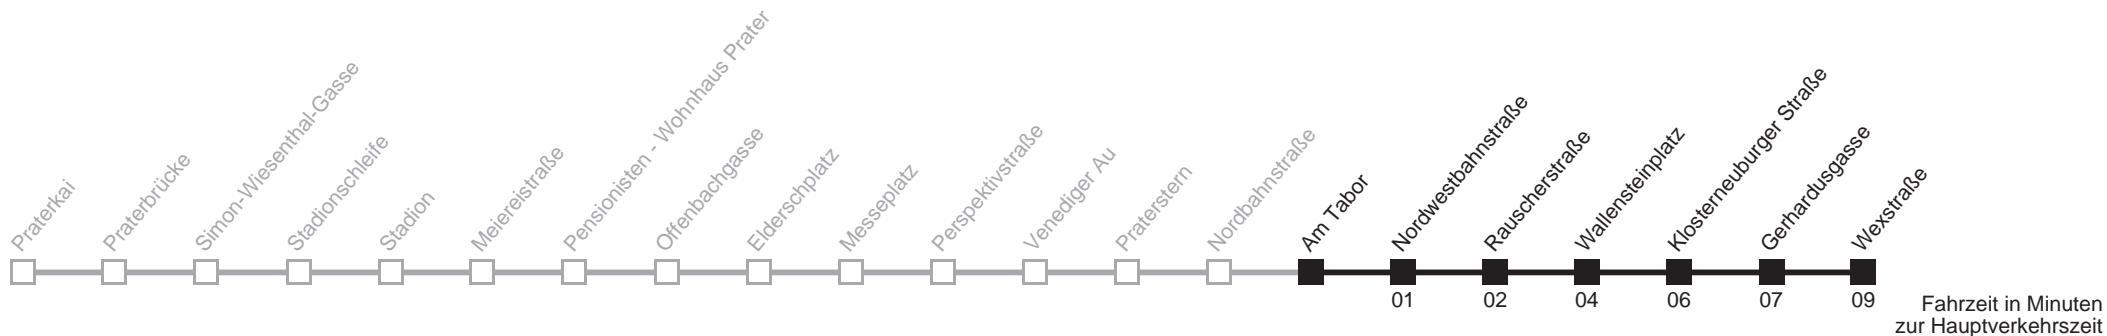 Praterkai
Praterbrücke
Simon-Wiesenthal-Gasse
Stadionschleife
Stadion
Meiereistraße
Pensionisten - Wohnhaus Prater
Offenbachgasse
Elderschplatz
Messeplatz
Perspektivstraße
Venediger Au
Praterstern
Nordbahnstraße
Am Tabor
Nordwestbahnstraße
Rauscherstraße
Wallensteinplatz
Klosterneuburger Straße
Gerhardusgasse
Wexstraße
01 02 04 06 07 09
Fahrzeit in Minuten
zur Hauptverkehrszeit